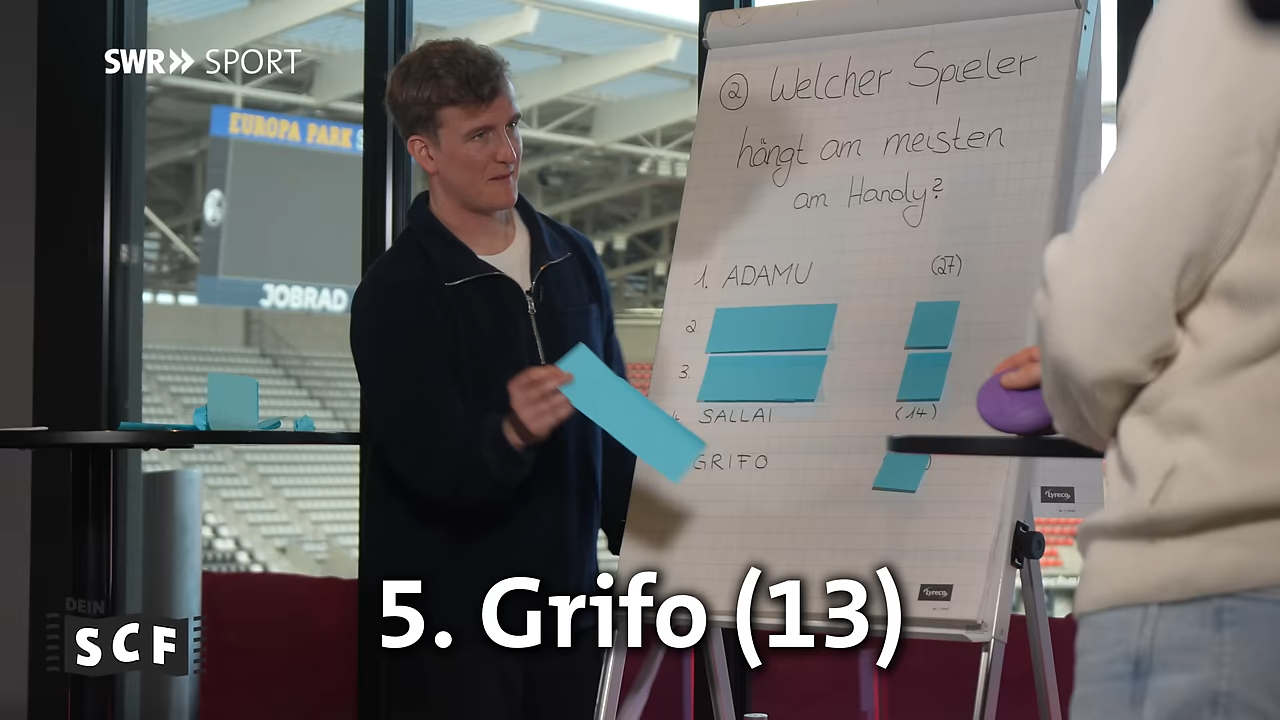 SWR» SPORT
EUROPA PARK
JOBRAD
② Welcher Spieler
hängt am meisten
am Handy?
1. ADAMU (27)
2
3.
4. SALLAI (14)
GRIFO
lyreco
lyreco
5. Grifo (13)
DEIN
SCF